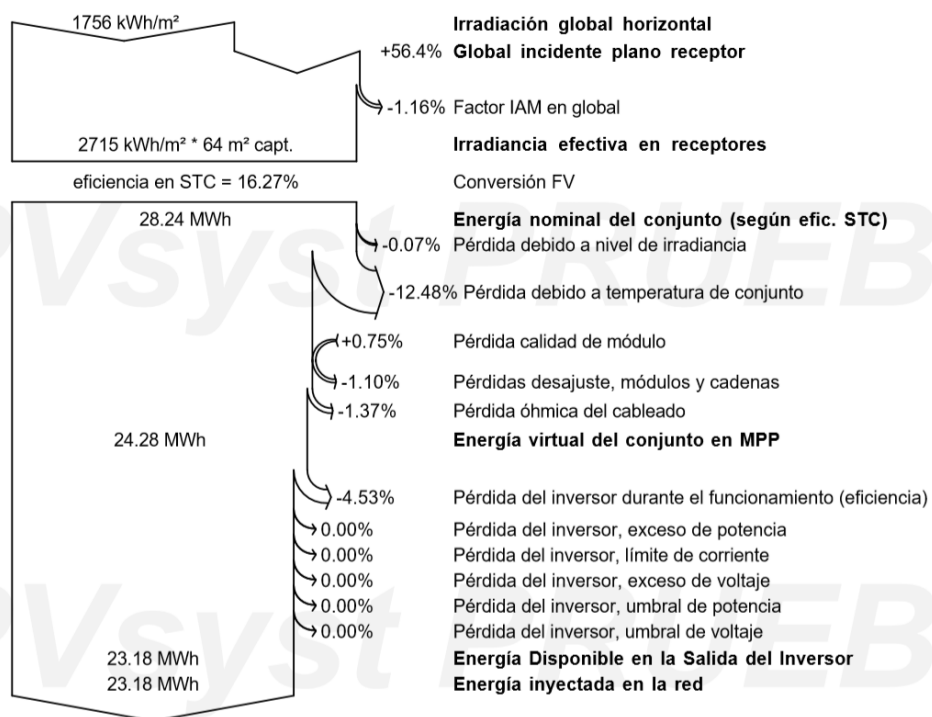 1756 kWh/m² Irradiación global horizontal
+56.4% Global incidente plano receptor
-1.16% Factor IAM en global
2715 kWh/m² * 64 m² capt. Irradiancia efectiva en receptores
eficiencia en STC = 16.27% Conversión FV
28.24 MWh Energía nominal del conjunto (según efic. STC)
-0.07% Pérdida debido a nivel de irradiancia
-12.48% Pérdida debido a temperatura de conjunto
+0.75% Pérdida calidad de módulo
-1.10% Pérdidas desajuste, módulos y cadenas
-1.37% Pérdida óhmica del cableado
24.28 MWh Energía virtual del conjunto en MPP
-4.53% Pérdida del inversor durante el funcionamiento (eficiencia)
0.00% Pérdida del inversor, exceso de potencia
0.00% Pérdida del inversor, límite de corriente
0.00% Pérdida del inversor, exceso de voltaje
0.00% Pérdida del inversor, umbral de potencia
0.00% Pérdida del inversor, umbral de voltaje
23.18 MWh Energía Disponible en la Salida del Inversor
23.18 MWh Energía inyectada en la red
PVsyst PRUEB
PVsyst PRUEB